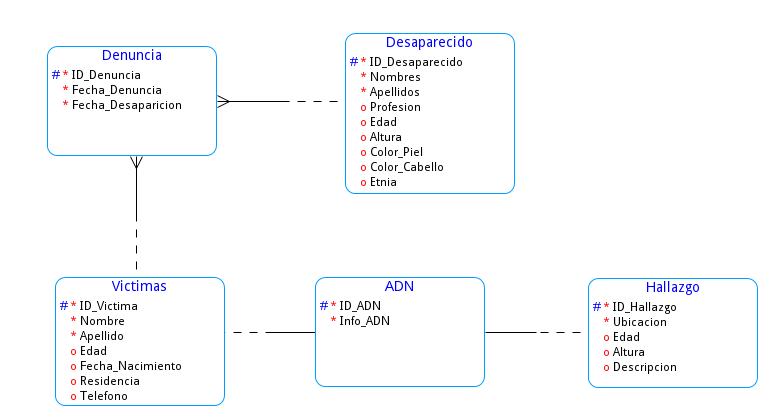 Denuncia
# * ID_Denuncia
* Fecha_Denuncia
* Fecha_Desaparicion
Desaparecido
# * ID_Desaparecido
* Nombres
* Apellidos
o Profesion
o Edad
o Altura
o Color_Piel
o Color_Cabello
o Etnia
Victimas
# * ID_Victima
* Nombre
* Apellido
o Edad
o Fecha_Nacimiento
o Residencia
o Telefono
ADN
# * ID_ADN
* Info_ADN
Hallazgo
# * ID_Hallazgo
* Ubicacion
o Edad
o Altura
o Descripcion